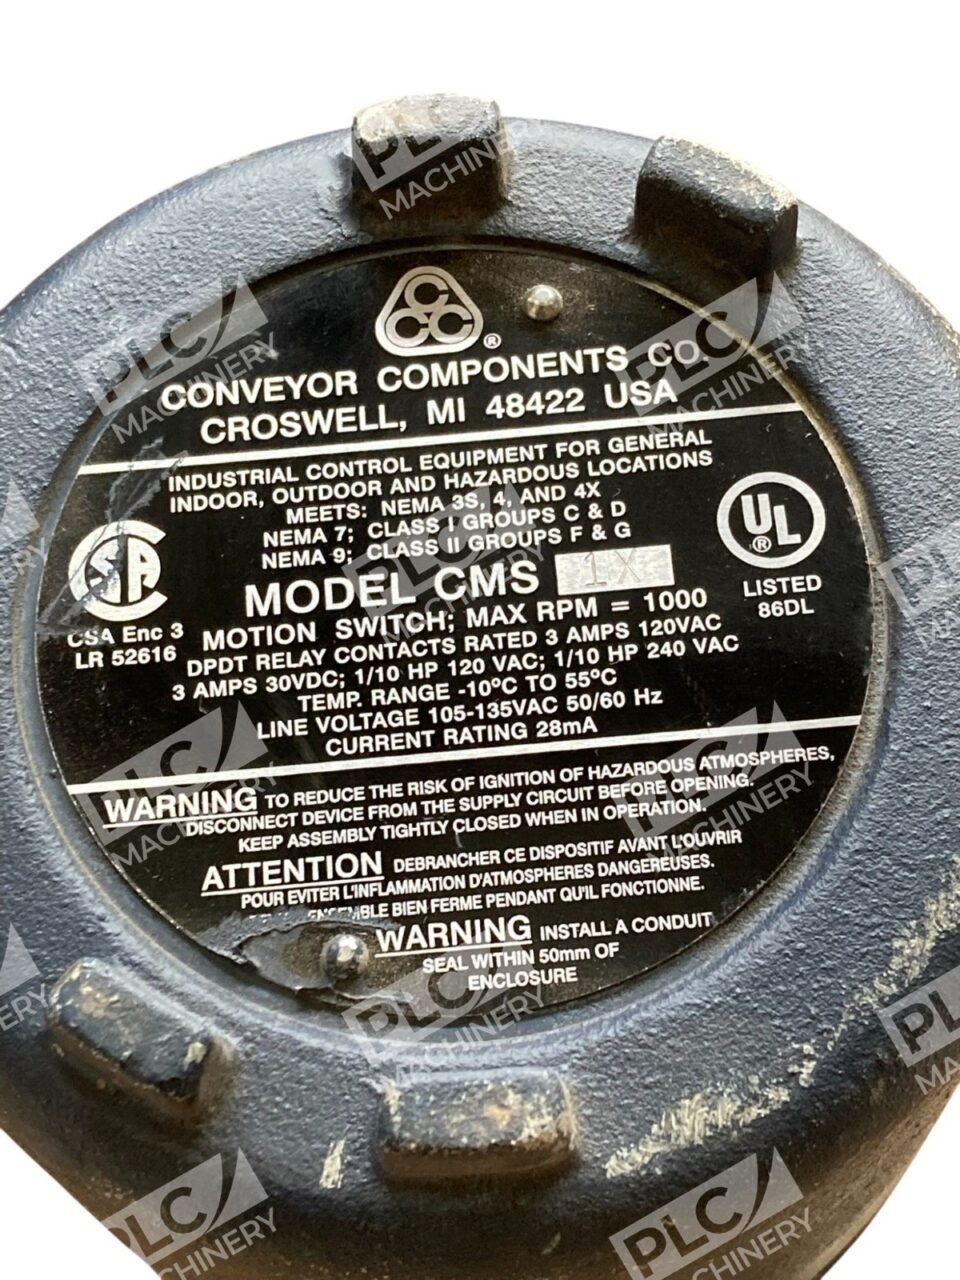 CCC®
CONVEYOR COMPONENTS CO.
CROSWELL, MI 48422 USA
INDUSTRIAL CONTROL EQUIPMENT FOR GENERAL
INDOOR, OUTDOOR AND HAZARDOUS LOCATIONS
MEETS: NEMA 3S, 4, AND 4X
NEMA 7; CLASS I GROUPS C & D
NEMA 9; CLASS II GROUPS F & G
MODEL CMS 1X
CSA Enc 3
LR 52616
UL®
LISTED
86DL
MOTION SWITCH; MAX RPM = 1000
DPDT RELAY CONTACTS RATED 3 AMPS 120VAC
3 AMPS 30VDC; 1/10 HP 120 VAC; 1/10 HP 240 VAC
TEMP. RANGE -10ºC TO 55ºC
LINE VOLTAGE 105-135VAC 50/60 Hz
CURRENT RATING 28mA
WARNING TO REDUCE THE RISK OF IGNITION OF HAZARDOUS ATMOSPHERES,
DISCONNECT DEVICE FROM THE SUPPLY CIRCUIT BEFORE OPENING.
KEEP ASSEMBLY TIGHTLY CLOSED WHEN IN OPERATION.
ATTENTION DEBRANCHER CE DISPOSITIF AVANT L'OUVRIR
POUR EVITER L'INFLAMMATION D'ATMOSPHERES DANGEREUSES.
ENSEMBLE BIEN FERME PENDANT QU'IL FONCTIONNE.
WARNING INSTALL A CONDUIT
SEAL WITHIN 50mm OF
ENCLOSURE
PLC MACHINERY